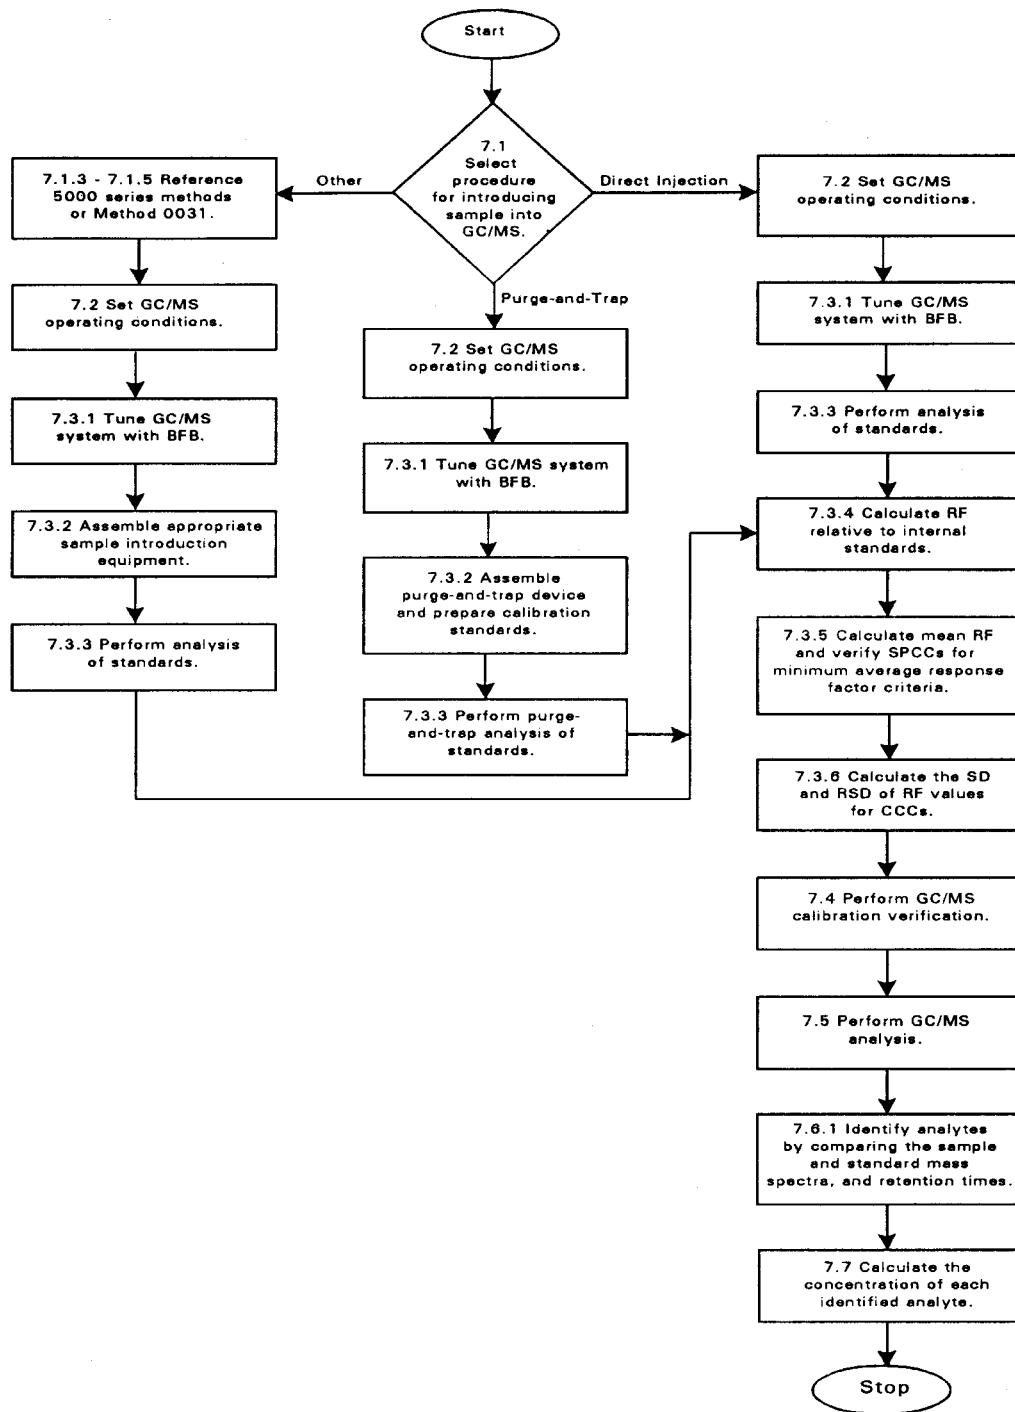 Start
7.1
Select
procedure
for introducing
sample into
GC/MS.
Other
Direct Injection
Purge-and-Trap
7.1.3 - 7.1.5 Reference
5000 series methods
or Method 0031.
7.2 Set GC/MS
operating conditions.
7.3.1 Tune GC/MS
system with BFB.
7.3.2 Assemble appropriate
sample introduction
equipment.
7.3.3 Perform analysis
of standards.
7.2 Set GC/MS
operating conditions.
7.3.1 Tune GC/MS system
with BFB.
7.3.2 Assemble
purge-and-trap device
and prepare calibration
standards.
7.3.3 Perform purge-
and-trap analysis of
standards.
7.2 Set GC/MS
operating conditions.
7.3.1 Tune GC/MS
system with BFB.
7.3.3 Perform analysis
of standards.
7.3.4 Calculate RF
relative to internal
standards.
7.3.5 Calculate mean RF
and verify SPCCs for
minimum average response
factor criteria.
7.3.6 Calculate the SD
and RSD of RF values
for CCCs.
7.4 Perform GC/MS
calibration verification.
7.5 Perform GC/MS
analysis.
7.6.1 Identify analytes
by comparing the sample
and standard mass
spectra, and retention times.
7.7 Calculate the
concentration of each
identified analyte.
Stop